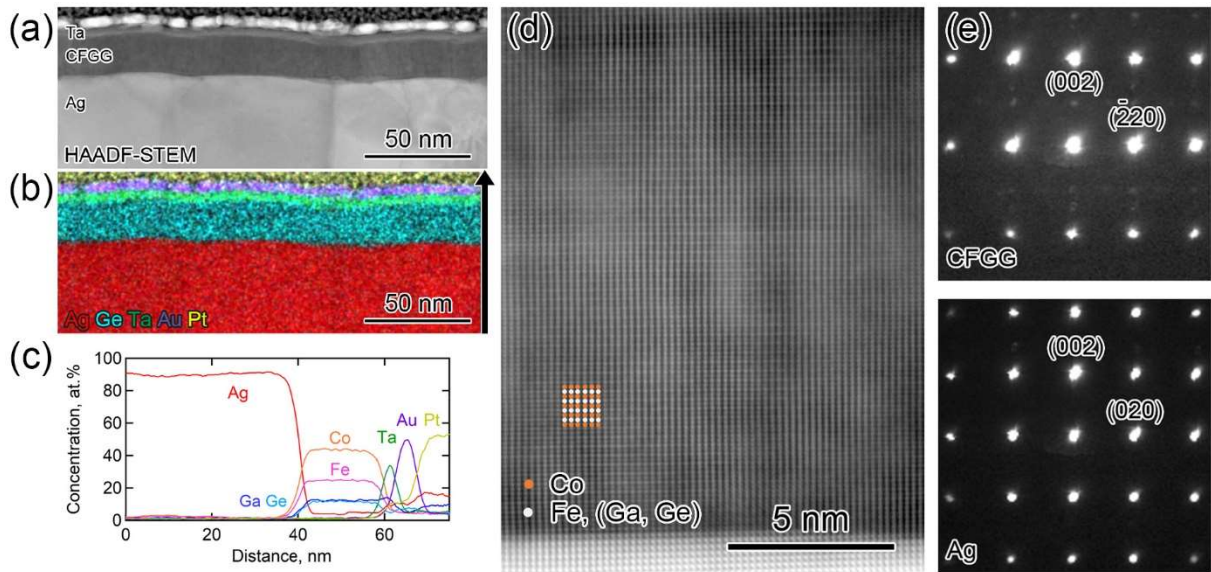 (a)
Ta
CFGG
Ag
50 nm
HAADF-STEM
(b)
50 nm
Ag Ge Ta Au Pt
(c)
Concentration, at.%
100
80
60
40
20
0
Ag
Co
Fe
Ga Ge
Ta
Au Pt
0 20 40 60
Distance, nm
(d)
Co
Fe, (Ga, Ge)
5 nm
(e)
(002)
(2̄20)
CFGG
(002)
(020)
Ag